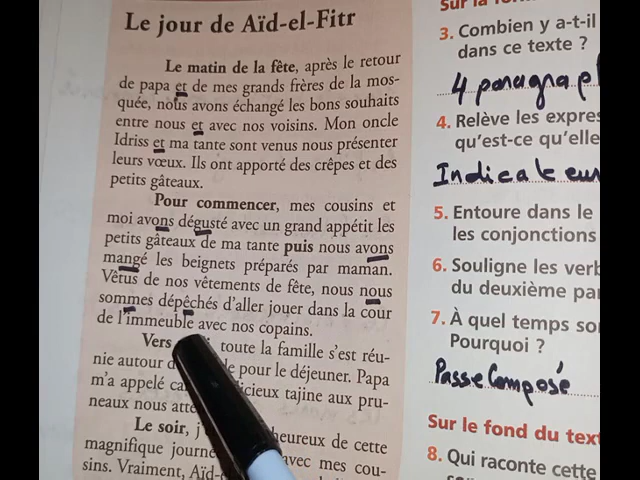 Le jour de Aïd-el-Fitr
Le matin de la fête, après le retour
de papa et de mes grands frères de la mos-
quée, nous avons échangé les bons souhaits
entre nous et avec nos voisins. Mon oncle
Idriss et ma tante sont venus nous présenter
leurs vœux. Ils ont apporté des crêpes et des
petits gâteaux.
Pour commencer, mes cousins et
moi avons dégusté avec un grand appétit les
petits gâteaux de ma tante puis nous avons
mangé les beignets préparés par maman.
Vêtus de nos vêtements de fête, nous nous
sommes dépêchés d'aller jouer dans la cour
de l'immeuble avec nos copains.
Vers toute la famille s'est réu-
nie autour pour le déjeuner. Papa
m'a appelé tajine aux pru-
neaux nous
Le soir, heureux de cette
magnifique avec mes cou-
sins. Vraiment,
Sur la
3. Combien y a-t-il
dans ce texte ?
4 paragraph
4. Relève les
qu'est-ce qu'elle
Indicateur
5. Entoure dans le
les conjonctions
6. Souligne les
du deuxième
7. À quel temps
Pourquoi ?
Passe Composé
Sur le fond du
8. Qui raconte cette